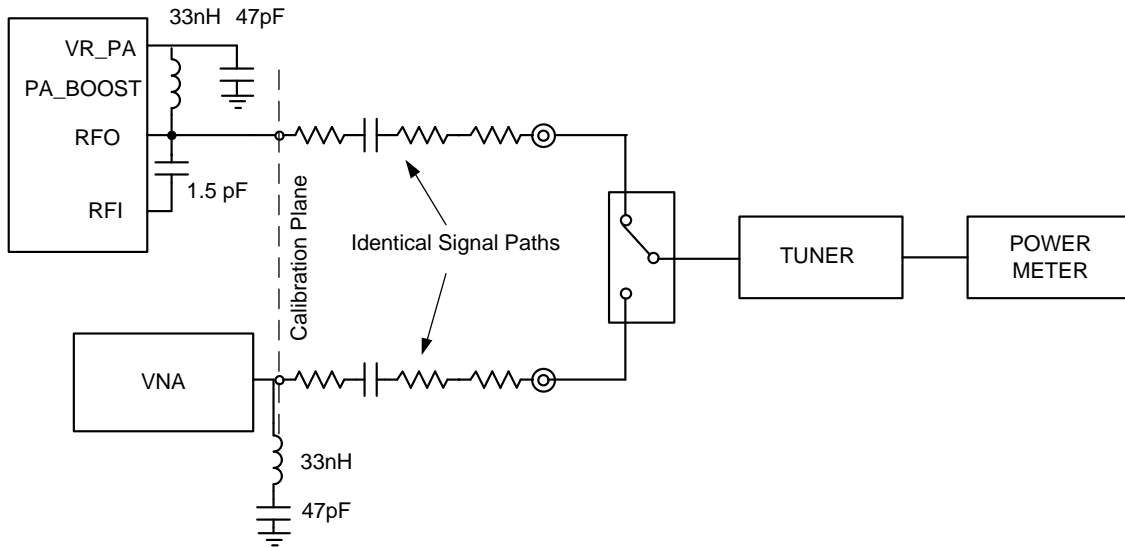 33nH 47pF
VR_PA
PA_BOOST
RFO
1.5 pF
RFI
Calibration Plane
Identical Signal Paths
TUNER
POWER
METER
VNA
33nH
47pF